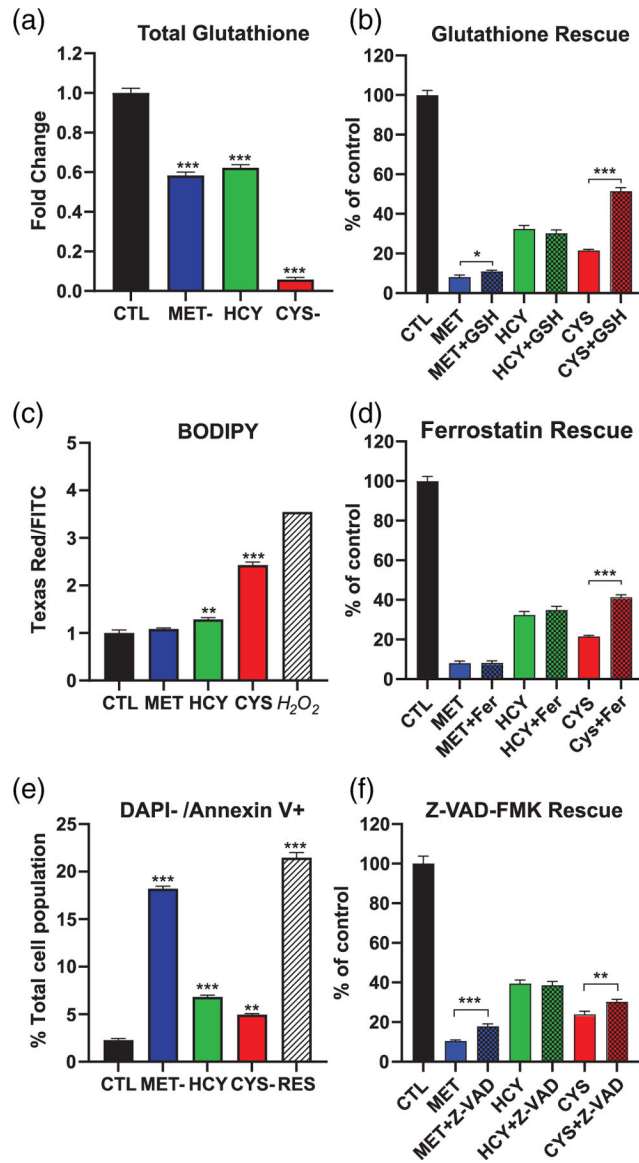 (a)
Total Glutathione
Fold Change
1.2
1.0
0.8
0.6
0.4
0.2
0.0
***
***
***
CTL MET- HCY CYS-
(b)
Glutathione Rescue
% of control
120
100
80
60
40
20
0
*
***
CTL
MET
MET+GSH
HCY
HCY+GSH
CYS
CYS+GSH
(c)
BODIPY
Texas Red/FITC
5
4
3
2
1
0
**
***
CTL MET HCY CYS H₂O₂
(d)
Ferrostatin Rescue
% of control
120
100
80
60
40
20
0
***
CTL
MET
MET+Fer
HCY
HCY+Fer
CYS
Cys+Fer
(e)
DAPI- /Annexin V+
% Total cell population
25
20
15
10
5
0
***
***
**
***
CTL MET- HCY CYS- RES
(f)
Z-VAD-FMK Rescue
% of control
120
100
80
60
40
20
0
***
**
CTL
MET
MET+Z-VAD
HCY
HCY+Z-VAD
CYS
CYS+Z-VAD